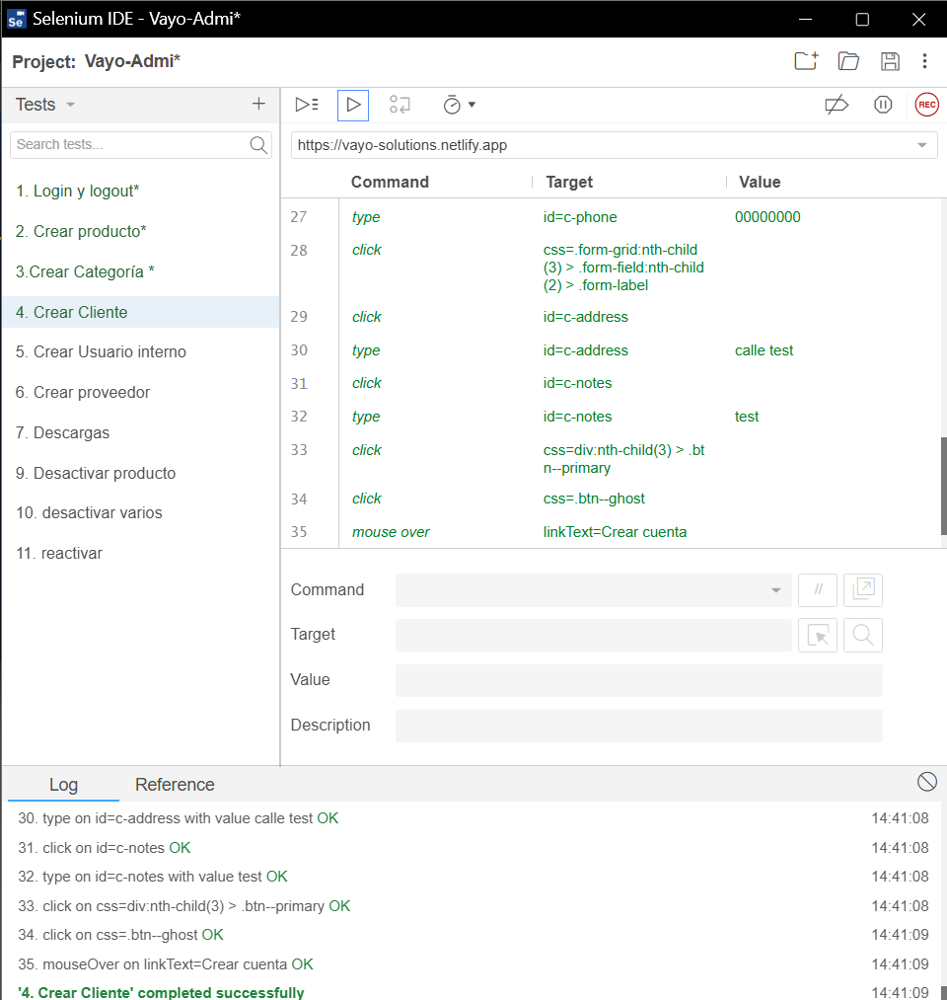 Selenium IDE - Vayo-Admi*
Project: Vayo-Admi*
Tests
REC
Search tests...
https://vayo-solutions.netlify.app
1. Login y logout*
2. Crear producto*
3.Crear Categoría *
4. Crear Cliente
5. Crear Usuario interno
6. Crear proveedor
7. Descargas
9. Desactivar producto
10. desactivar varios
11. reactivar
Command Target Value
27 type id=c-phone 00000000
28 click css=.form-grid:nth-child
(3) > .form-field:nth-child
(2) > .form-label
29 click id=c-address
30 type id=c-address calle test
31 click id=c-notes
32 type id=c-notes test
33 click css=div:nth-child(3) > .bt
n--primary
34 click css=.btn--ghost
35 mouse over linkText=Crear cuenta
Command //
Target
Value
Description
Log Reference
30. type on id=c-address with value calle test OK 14:41:08
31. click on id=c-notes OK 14:41:08
32. type on id=c-notes with value test OK 14:41:08
33. click on css=div:nth-child(3) > .btn--primary OK 14:41:08
34. click on css=.btn--ghost OK 14:41:09
35. mouseOver on linkText=Crear cuenta OK 14:41:09
'4. Crear Cliente' completed successfully 14:41:09